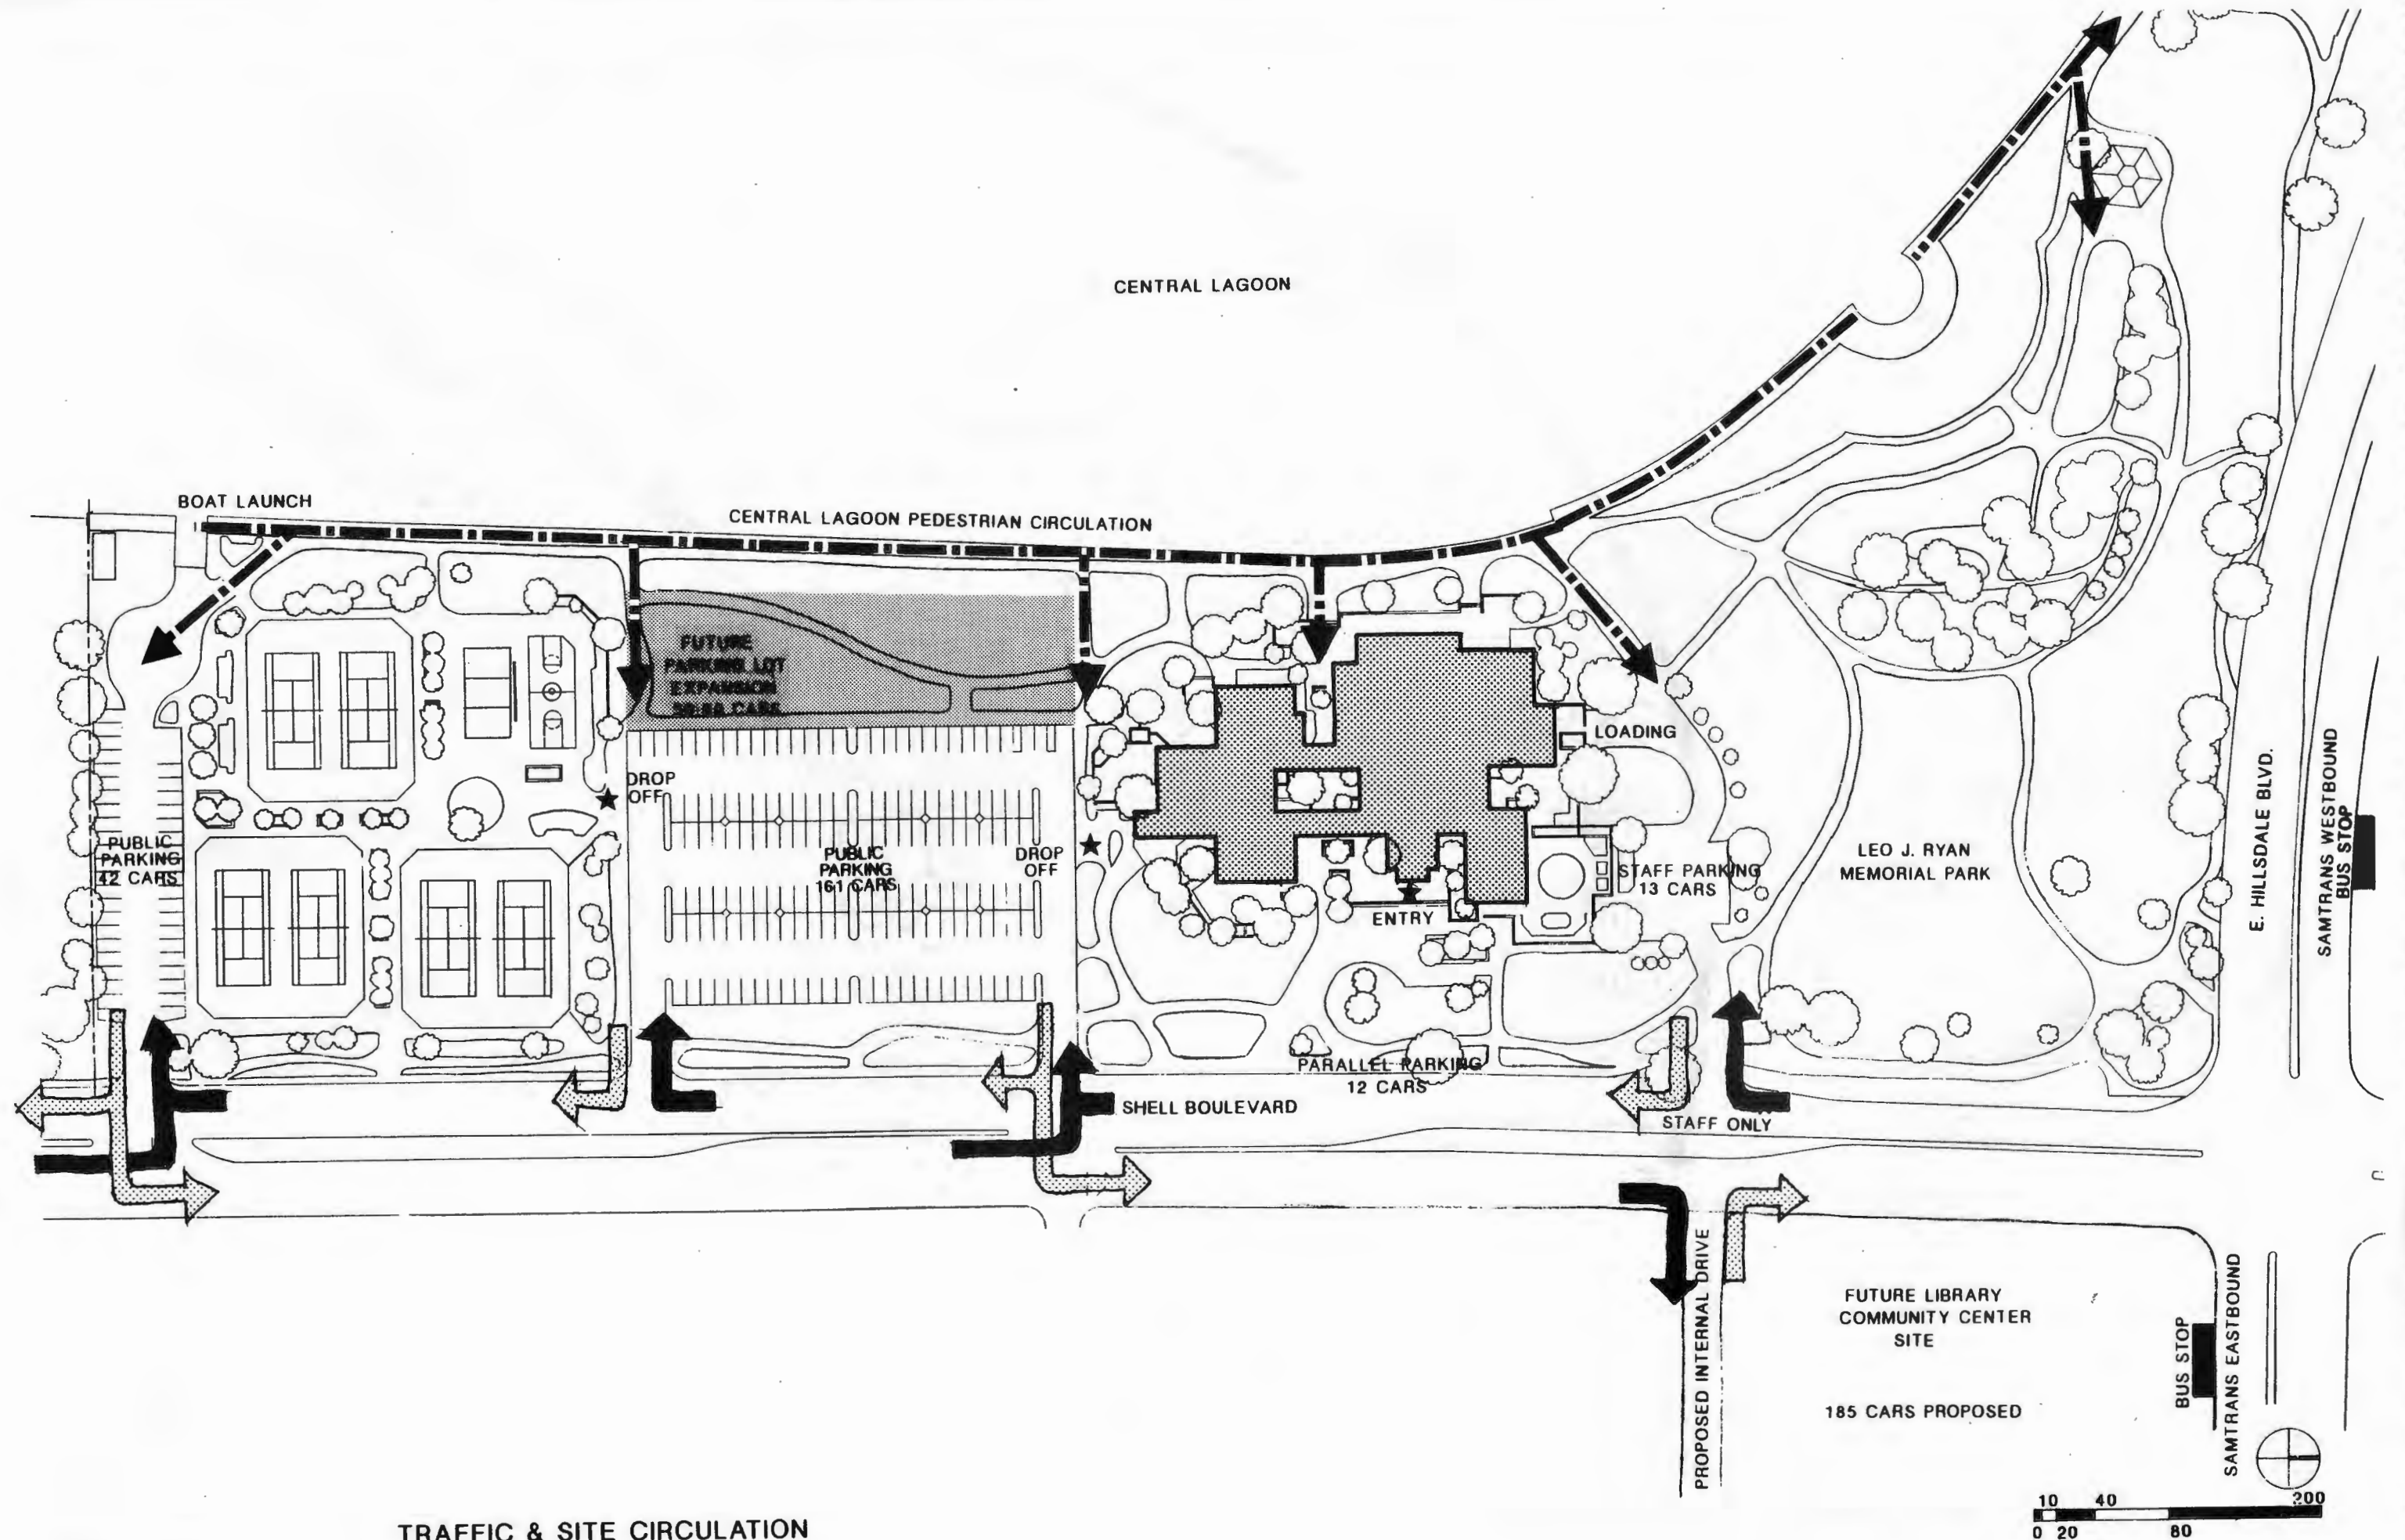 CENTRAL LAGOON
BOAT LAUNCH
CENTRAL LAGOON PEDESTRIAN CIRCULATION
FUTURE
PARKING LOT
EXPANSION
CARS
DROP
OFF
LOADING
PUBLIC
PARKING
42 CARS
PUBLIC
PARKING
161 CARS
DROP
OFF
STAFF PARKING
13 CARS
LEO J. RYAN
MEMORIAL PARK
E. HILLSDALE BLVD.
SAMTRANS WESTBOUND
BUS STOP
ENTRY
PARALLEL PARKING
12 CARS
SHELL BOULEVARD
STAFF ONLY
PROPOSED INTERNAL DRIVE
FUTURE LIBRARY
COMMUNITY CENTER
SITE
185 CARS PROPOSED
BUS STOP
SAMTRANS EASTBOUND
10 40 200
0 20 80
TRAFFIC & SITE CIRCULATION